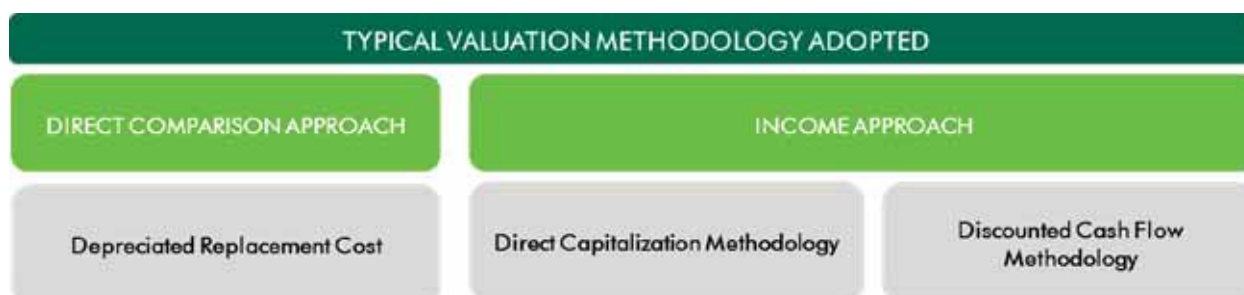 TYPICAL VALUATION METHODOLOGY ADOPTED
DIRECT COMPARISON APPROACH
INCOME APPROACH
Depreciated Replacement Cost
Direct Capitalization Methodology
Discounted Cash Flow
Methodology